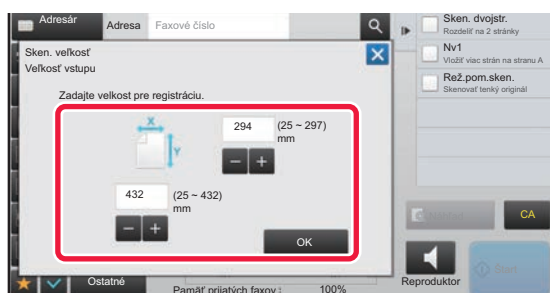 Adresár
Adresa
Faxové číslo
Sken. dvojstr.
Rozdeliť na 2 stránky
Nv1
Vložiť viac strán na stranu A
Rež.pom.sken.
Skenovať tenký originál
Sken. veľkosť
Veľkosť vstupu
Zadajte velkost pre registráciu.
X
Y
294
(25 ~ 297)
mm
432
(25 ~ 432)
mm
OK
CA
Start
Ostatné
Pamäť prijatých faxov :
100%
Reproduktor